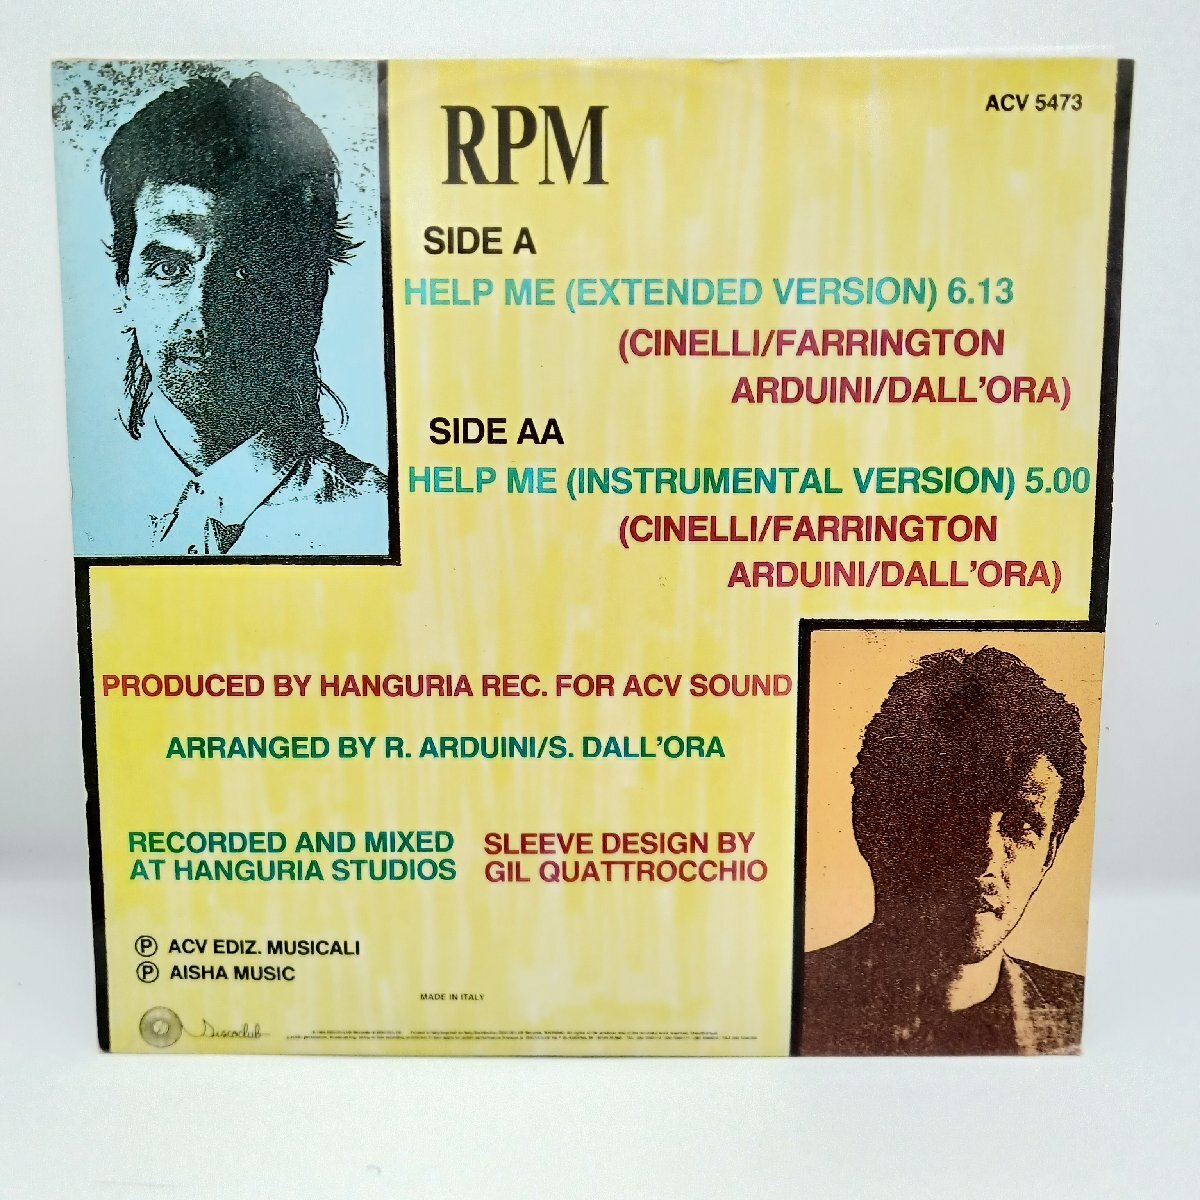 RPM
ACV 5473
SIDE A
HELP ME (EXTENDED VERSION) 6.13
(CINELLI/FARRINGTON
ARDUINI/DALL'ORA)
SIDE AA
HELP ME (INSTRUMENTAL VERSION) 5.00
(CINELLI/FARRINGTON
ARDUINI/DALL'ORA)
PRODUCED BY HANGURIA REC. FOR ACV SOUND
ARRANGED BY R. ARDUINI/S. DALL'ORA
RECORDED AND MIXED
AT HANGURIA STUDIOS
SLEEVE DESIGN BY
GIL QUATTROCCHIO
Ⓟ ACV EDIZ. MUSICALI
Ⓟ AISHA MUSIC
MADE IN ITALY
Discoclub